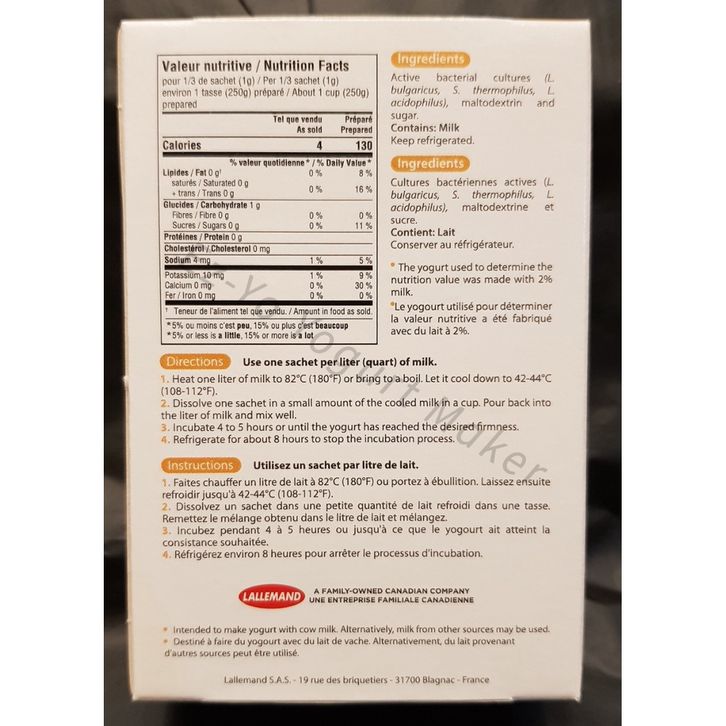 Valeur nutritive / Nutrition Facts
pour 1/3 de sachet (1g) / Per 1/3 sachet (1g)
environ 1 tasse (250g) préparé / About 1 cup (250g)
prepared
Tel que vendu Préparé
As sold Prepared
Calories 4 130
% valeur quotidienne * / % Daily Value *
Lipides / Fat 0 g† 0 % 8 %
saturés / Saturated 0 g
+ trans / Trans 0 g 0 % 16 %
Glucides / Carbohydrate 1 g
Fibres / Fibre 0 g 0 % 0 %
Sucres / Sugars 0 g 0 % 11 %
Protéines / Protein 0 g
Cholestérol / Cholesterol 0 mg
Sodium 4 mg 1 % 5 %
Potassium 10 mg 1 % 9 %
Calcium 0 mg 0 % 30 %
Fer / Iron 0 mg 0 % 0 %
† Teneur de l'aliment tel que vendu. / Amount in food as sold.
*5% ou moins c'est peu, 15% ou plus c'est beaucoup
*5% or less is a little, 15% or more is a lot
Ingredients
Active bacterial cultures (L.
bulgaricus, S. thermophilus, L.
acidophilus), maltodextrin and
sugar.
Contains: Milk
Keep refrigerated.
Ingredients
Cultures bactériennes actives (L.
bulgaricus, S. thermophilus, L.
acidophilus), maltodextrine et
sucre.
Contient: Lait
Conserver au réfrigérateur.
* The yogurt used to determine the
nutrition value was made with 2%
milk.
*Le yogourt utilisé pour déterminer
la valeur nutritive a été fabriqué
avec du lait à 2%.
Directions Use one sachet per liter (quart) of milk.
1. Heat one liter of milk to 82°C (180°F) or bring to a boil. Let it cool down to 42-44°C
(108-112°F).
2. Dissolve one sachet in a small amount of the cooled milk in a cup. Pour back into
the liter of milk and mix well.
3. Incubate 4 to 5 hours or until the yogurt has reached the desired firmness.
4. Refrigerate for about 8 hours to stop the incubation process.
Instructions Utilisez un sachet par litre de lait.
1. Faites chauffer un litre de lait à 82°C (180°F) ou portez à ébullition. Laissez ensuite
refroidir jusqu'à 42-44°C (108-112°F).
2. Dissolvez un sachet dans une petite quantité de lait refroidi dans une tasse.
Remettez le mélange obtenu dans le litre de lait et mélangez.
3. Incubez pendant 4 à 5 heures ou jusqu'à ce que le yogourt ait atteint la
consistance souhaitée.
4. Réfrigérez environ 8 heures pour arrêter le processus d'incubation.
LALLEMAND
A FAMILY-OWNED CANADIAN COMPANY
UNE ENTREPRISE FAMILIALE CANADIENNE
* Intended to make yogurt with cow milk. Alternatively, milk from other sources may be used.
* Destiné à faire du yogourt avec du lait de vache. Alternativement, du lait provenant
d'autres sources peut être utilisé.
Lallemand S.A.S. - 19 rue des briquetiers - 31700 Blagnac - France
Yogurt Maker